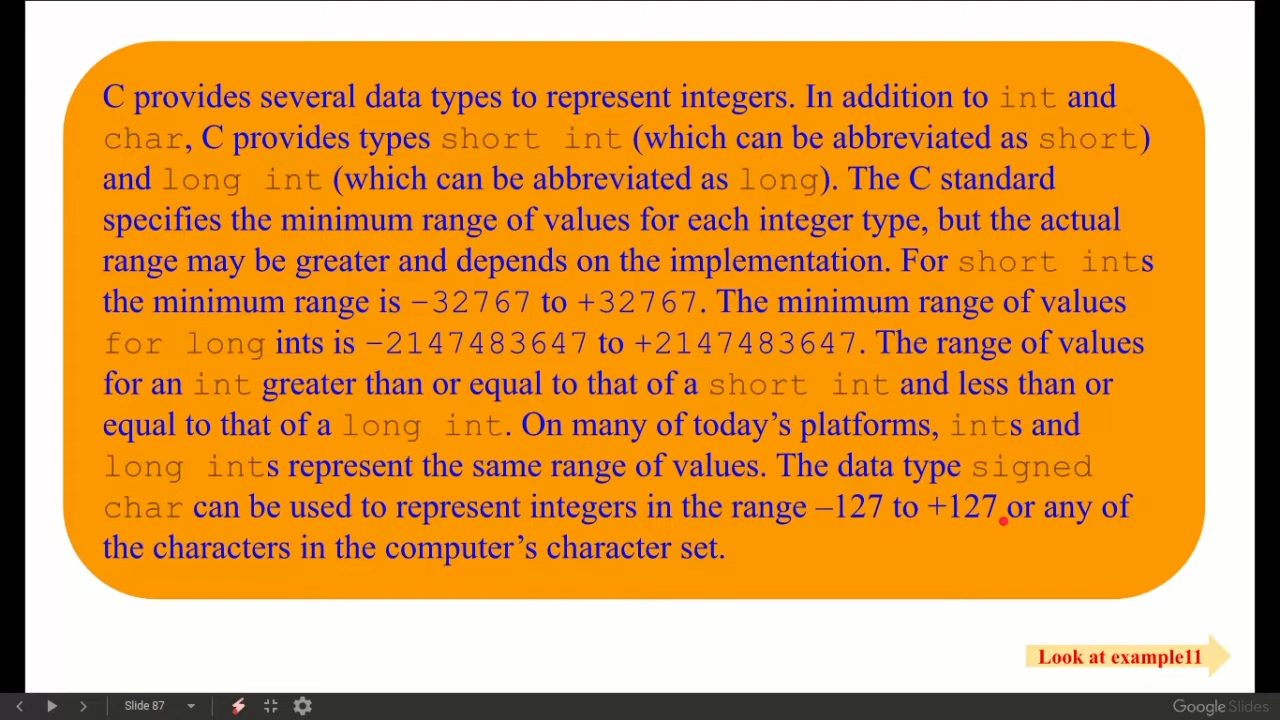 C provides several data types to represent integers. In addition to int and
char, C provides types short int (which can be abbreviated as short)
and long int (which can be abbreviated as long). The C standard
specifies the minimum range of values for each integer type, but the actual
range may be greater and depends on the implementation. For short ints
the minimum range is −32767 to +32767. The minimum range of values
for long ints is −2147483647 to +2147483647. The range of values
for an int greater than or equal to that of a short int and less than or
equal to that of a long int. On many of today’s platforms, ints and
long ints represent the same range of values. The data type signed
char can be used to represent integers in the range –127 to +127 or any of
the characters in the computer’s character set.
Look at example11
Slide 87
Google Slides